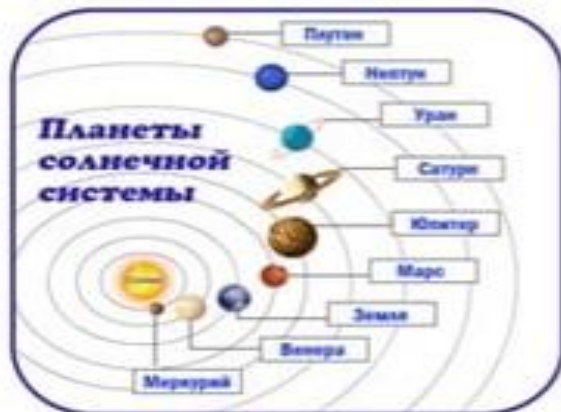 Плутон
Нептун
Уран
Планеты
солнечной
системы
Сатурн
Юпитер
Марс
Земля
Венера
Меркурий